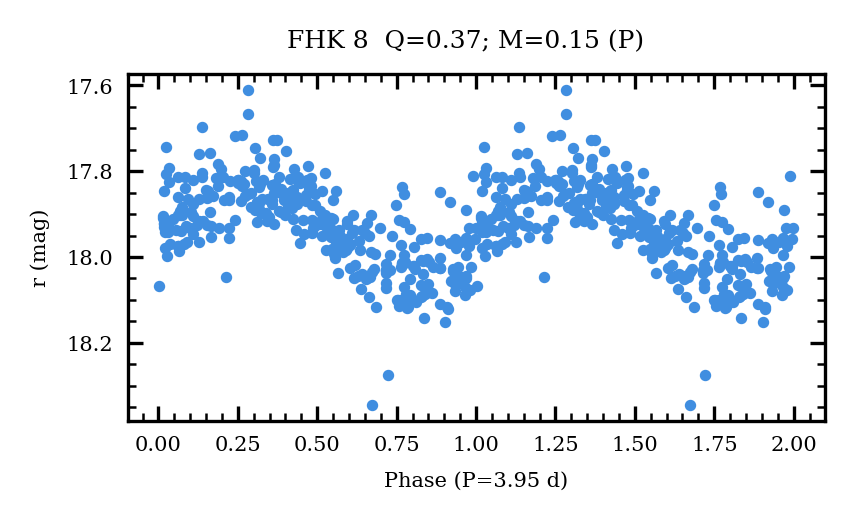 FHK 8  Q=0.37; M=0.15 (P)
17.6
17.8
18.0
18.2
r (mag)
0.00 0.25 0.50 0.75 1.00 1.25 1.50 1.75 2.00
Phase (P=3.95 d)